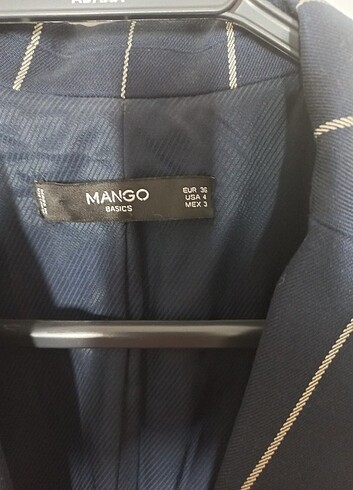 MANGO
BASICS
EUR 36
USA 4
MEX 3